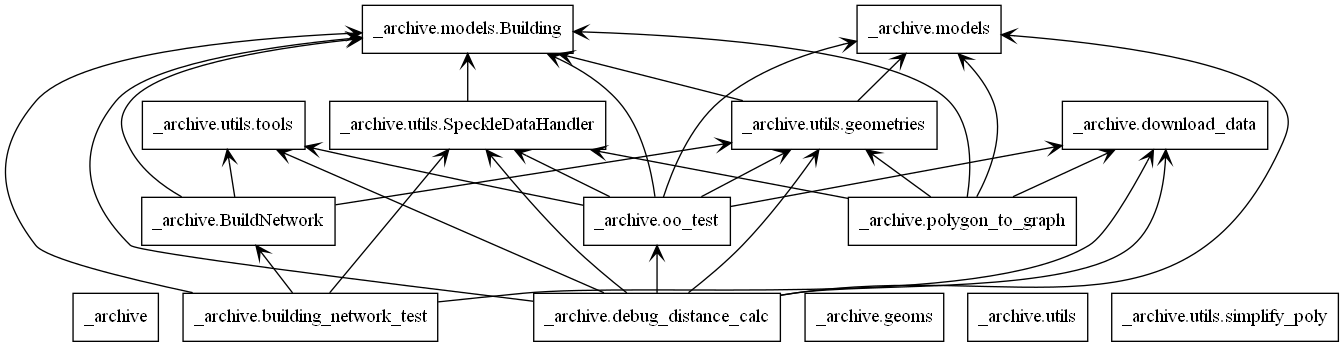 _archive.models.Building
_archive.models
_archive.utils.tools
_archive.utils.SpeckleDataHandler
_archive.utils.geometries
_archive.download_data
_archive.BuildNetwork
_archive.oo_test
_archive.polygon_to_graph
_archive
_archive.building_network_test
_archive.debug_distance_calc
_archive.geoms
_archive.utils
_archive.utils.simplify_poly